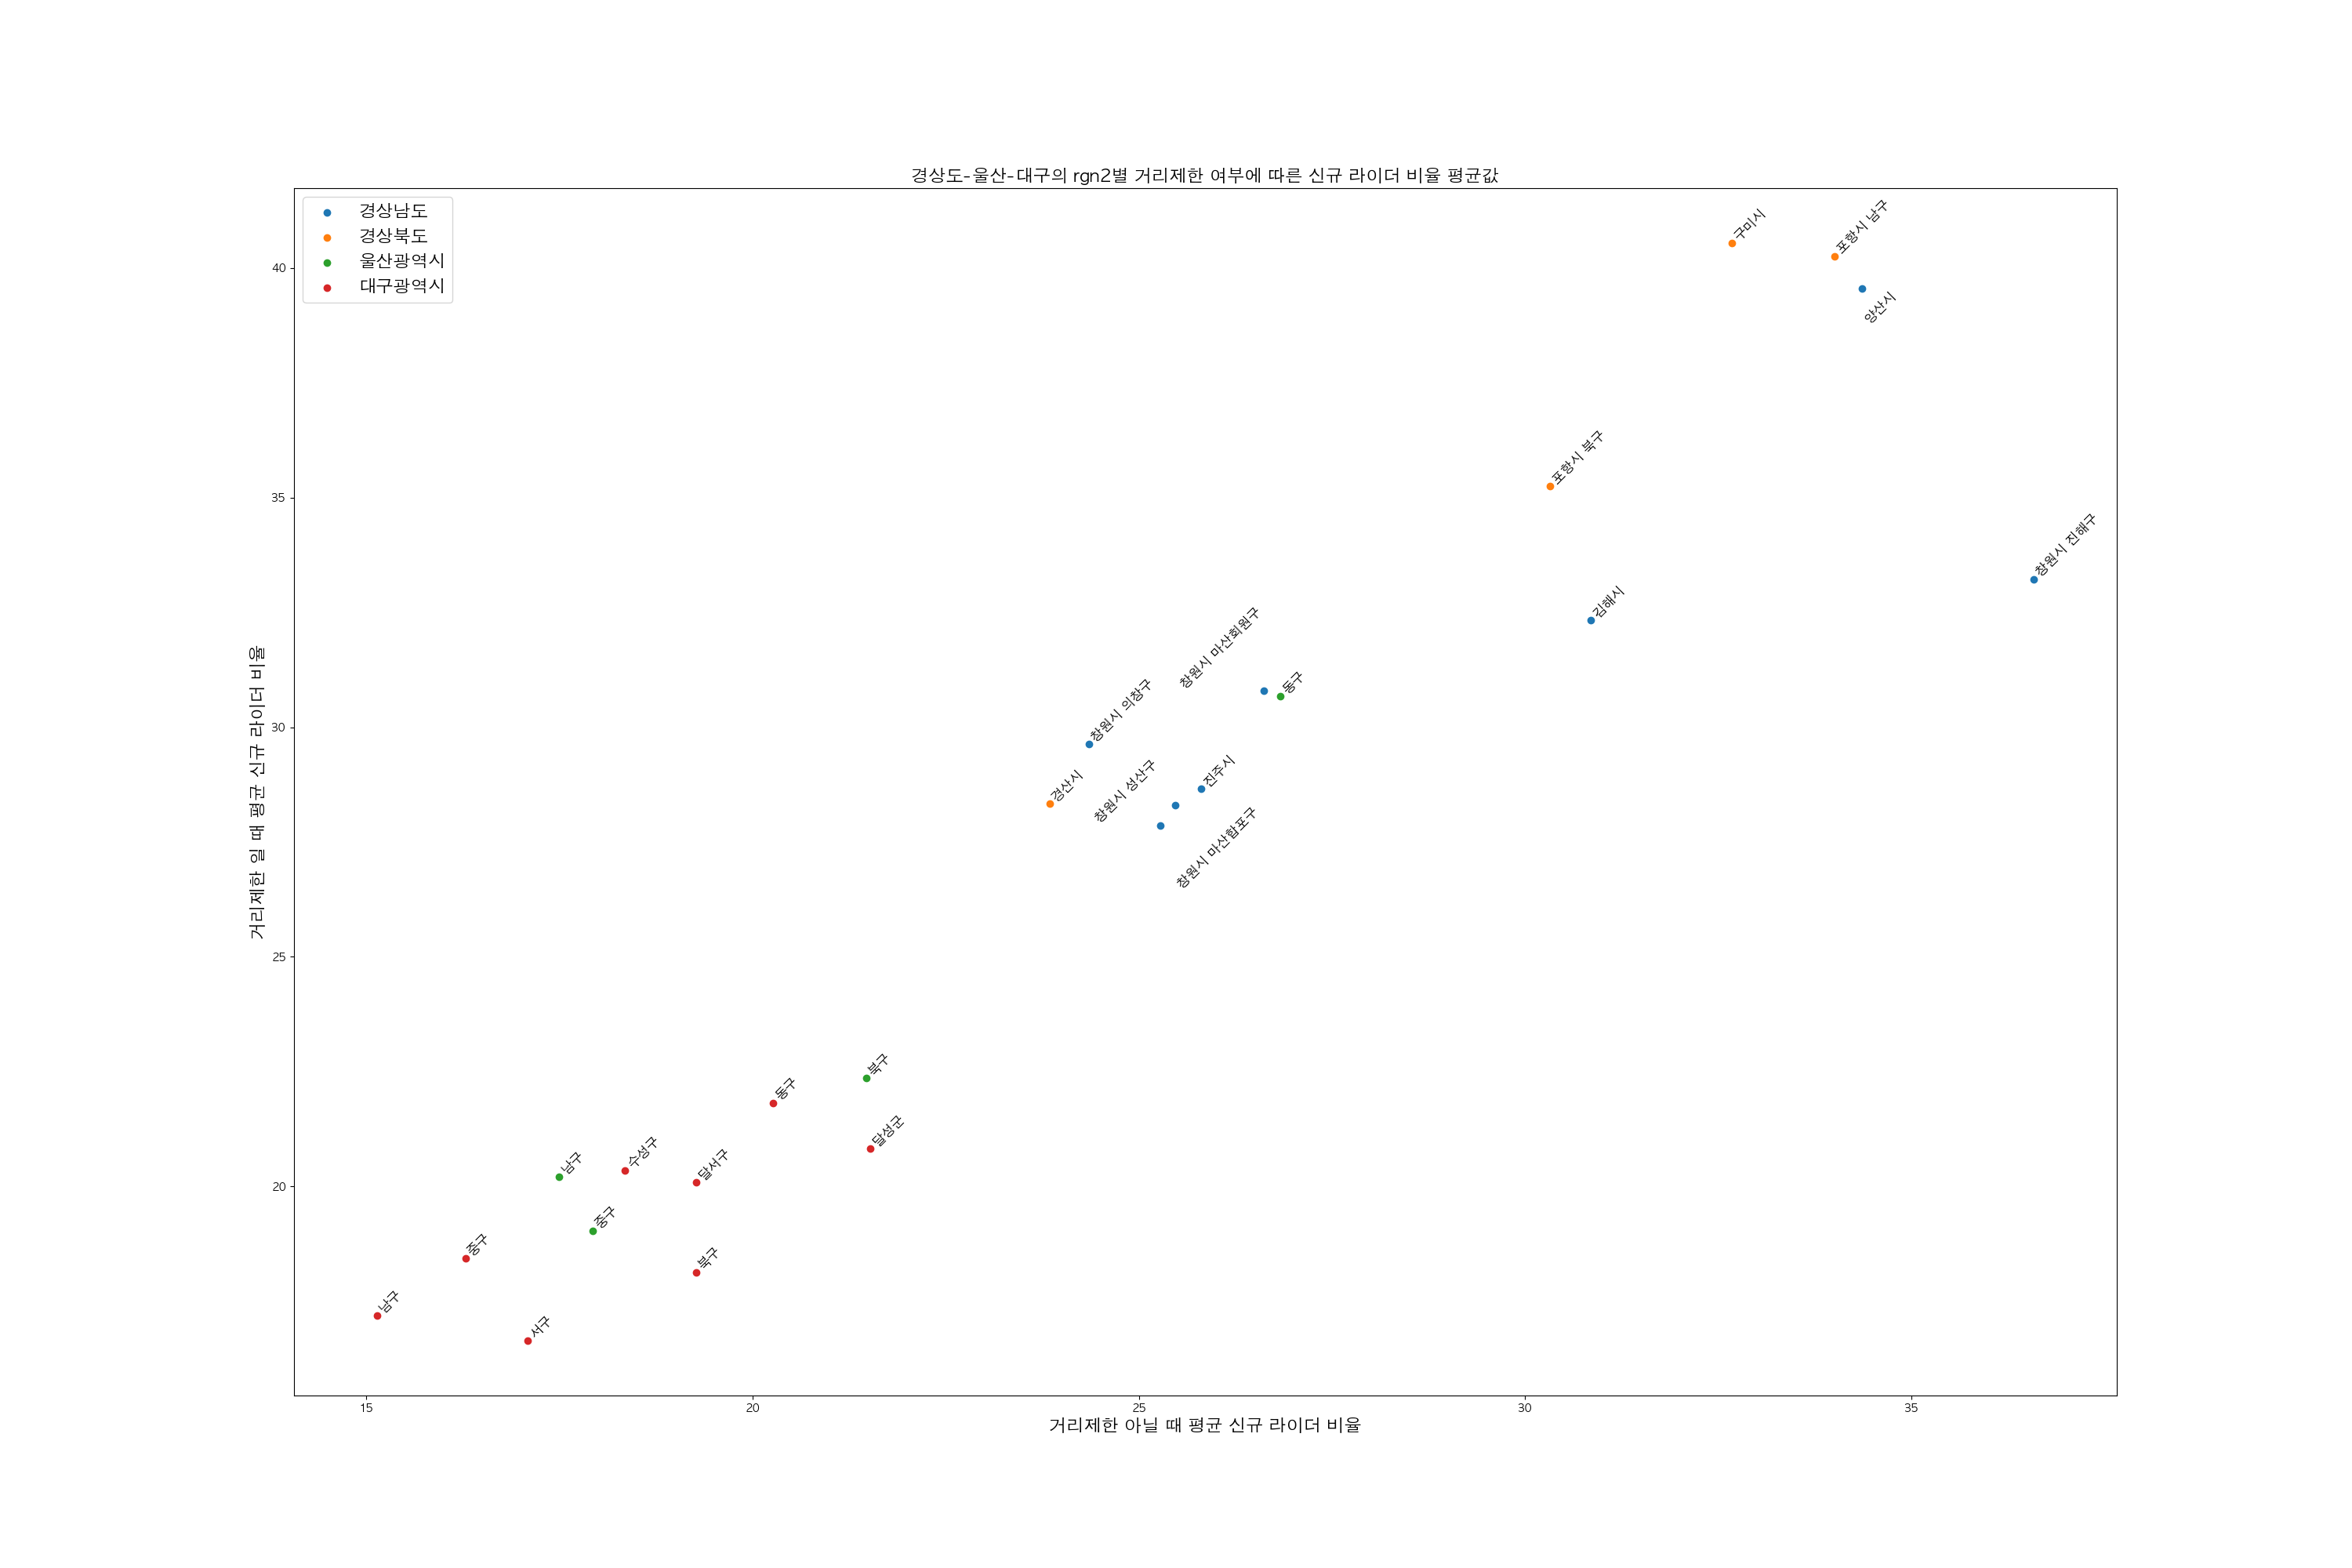 경상도-울산-대구의 rgn2별 거리제한 여부에 따른 신규 라이더 비율 평균값
경상남도
경상북도
울산광역시
대구광역시
거리제한 일 때 평균 신규 라이더 비율
40
35
30
25
20
구미시
포항시 남구
양산시
포항시 북구
창원시 진해구
김해시
창원시 마산회원구
동구
창원시 의창구
경산시
창원시 성산구
진주시
창원시 마산합포구
북구
동구
달성군
남구
수성구
달서구
중구
중구
북구
남구
서구
15
20
25
30
35
거리제한 아닐 때 평균 신규 라이더 비율